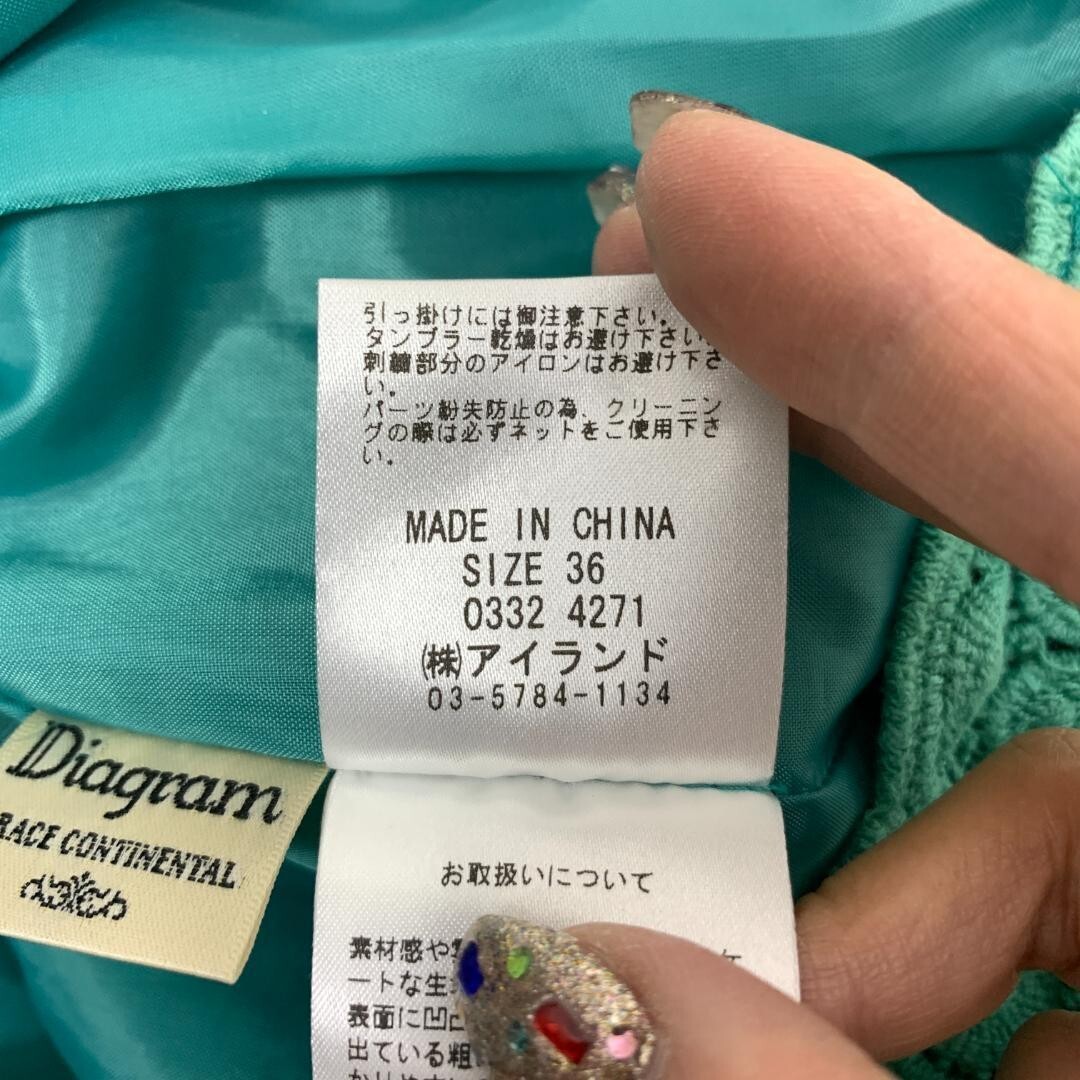 引っ掛けには御注意下さい。
タンブラー乾燥はお避け下さい。
刺繍部分のアイロンはお避け下さ
い。
パーツ紛失防止の為、クリーニン
グの際は必ずネットをご使用下さ
い。
MADE IN CHINA
SIZE 36
0332 4271
㈱アイランド
03-5784-1134
Diagram
RACE CONTINENTAL
お取扱いについて
素材感や
ートな生
表面に凹凸
出ている粗